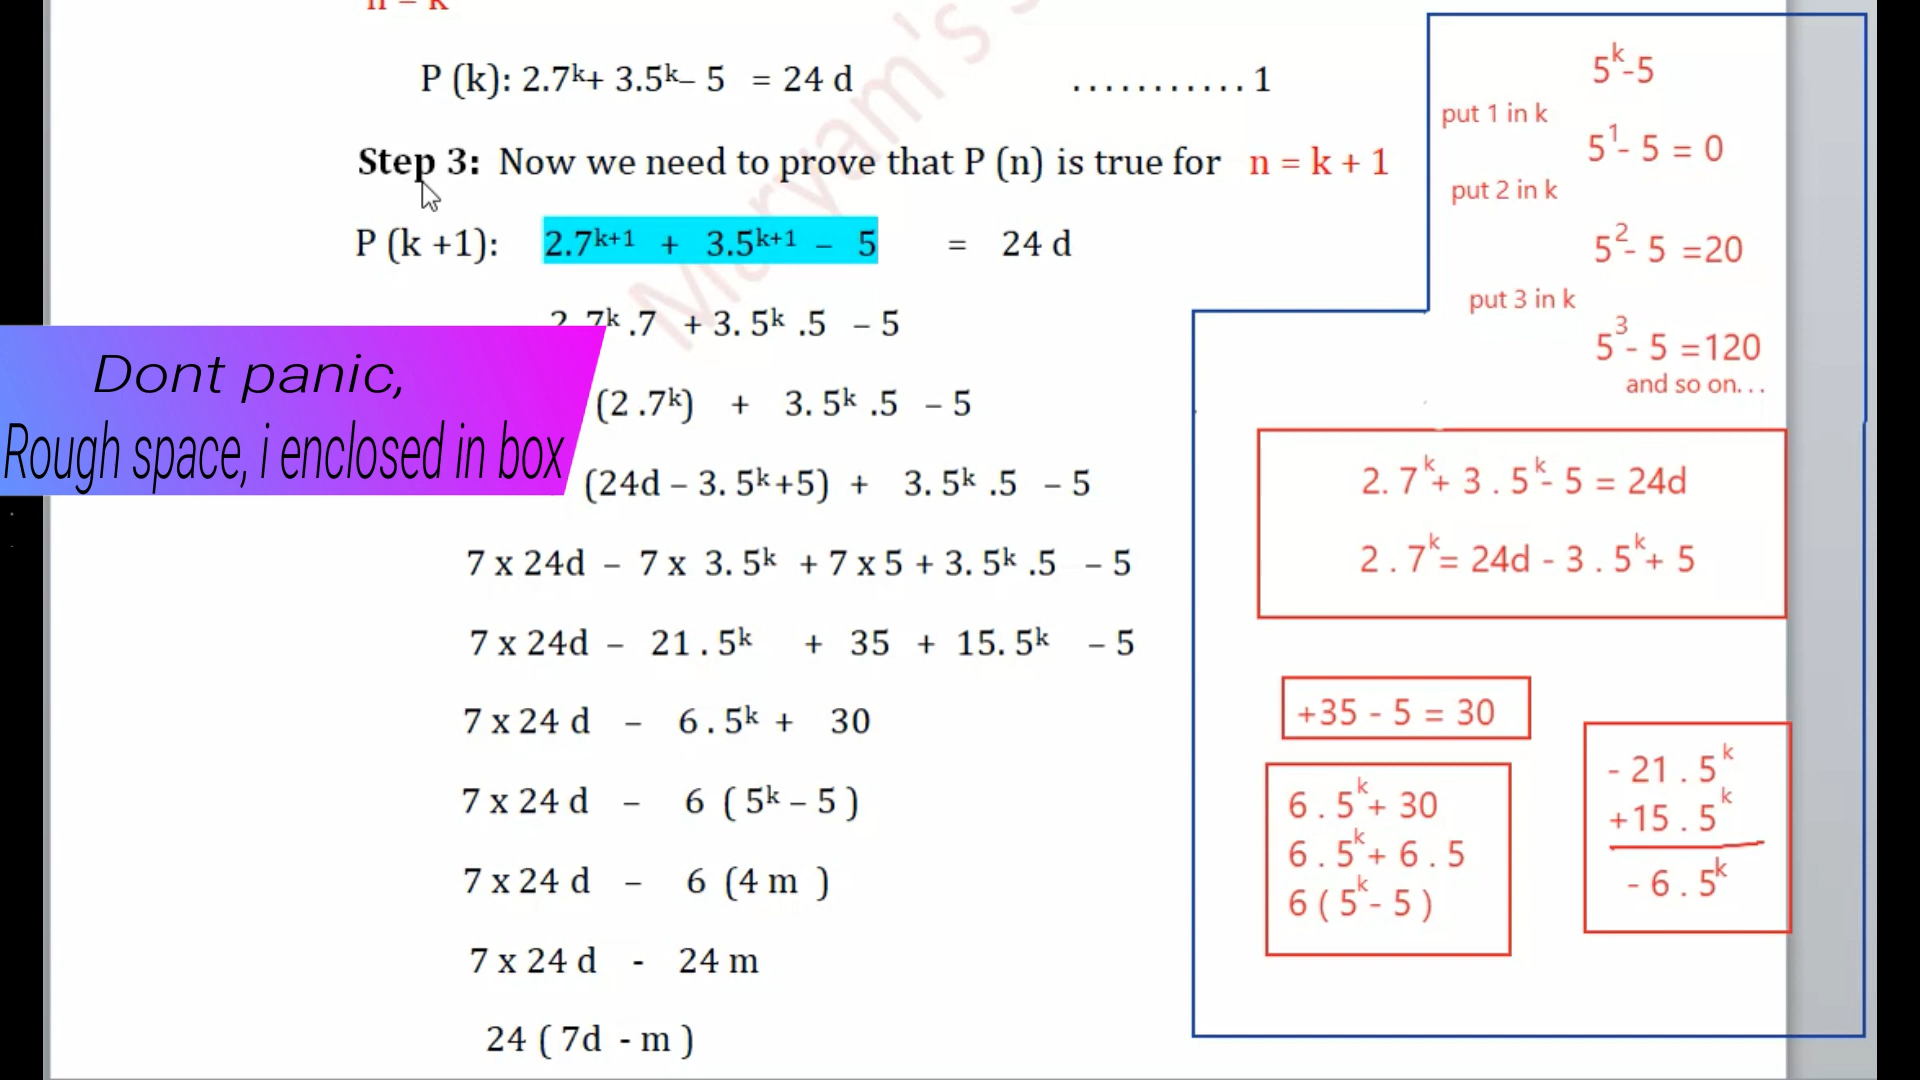 n = k
P (k): 2.7ᵏ+ 3.5ᵏ– 5 = 24 d ...........1
Step 3: Now we need to prove that P (n) is true for n = k + 1
P (k +1): 2.7ᵏ⁺¹ + 3.5ᵏ⁺¹ – 5 = 24 d
2 7ᵏ .7 + 3. 5ᵏ .5 – 5
(2 .7ᵏ) + 3. 5ᵏ .5 – 5
(24d – 3. 5ᵏ+5) + 3. 5ᵏ .5 – 5
7 x 24d – 7 x 3. 5ᵏ + 7 x 5 + 3. 5ᵏ .5 – 5
7 x 24d – 21 . 5ᵏ + 35 + 15. 5ᵏ – 5
7 x 24 d – 6 . 5ᵏ + 30
7 x 24 d – 6 ( 5ᵏ – 5 )
7 x 24 d – 6 (4 m )
7 x 24 d - 24 m
24 ( 7d - m )
Dont panic,
Rough space, i enclosed in box
5ᵏ-5
put 1 in k
5¹- 5 = 0
put 2 in k
5²- 5 =20
put 3 in k
5³- 5 =120
and so on...
2. 7ᵏ+ 3 . 5ᵏ- 5 = 24d
2 . 7ᵏ= 24d - 3 . 5ᵏ+ 5
+35 - 5 = 30
6 . 5ᵏ+ 30
6 . 5ᵏ+ 6 . 5
6 ( 5ᵏ- 5 )
- 21 . 5ᵏ
+15 . 5ᵏ
- 6 . 5ᵏ
Maryam's